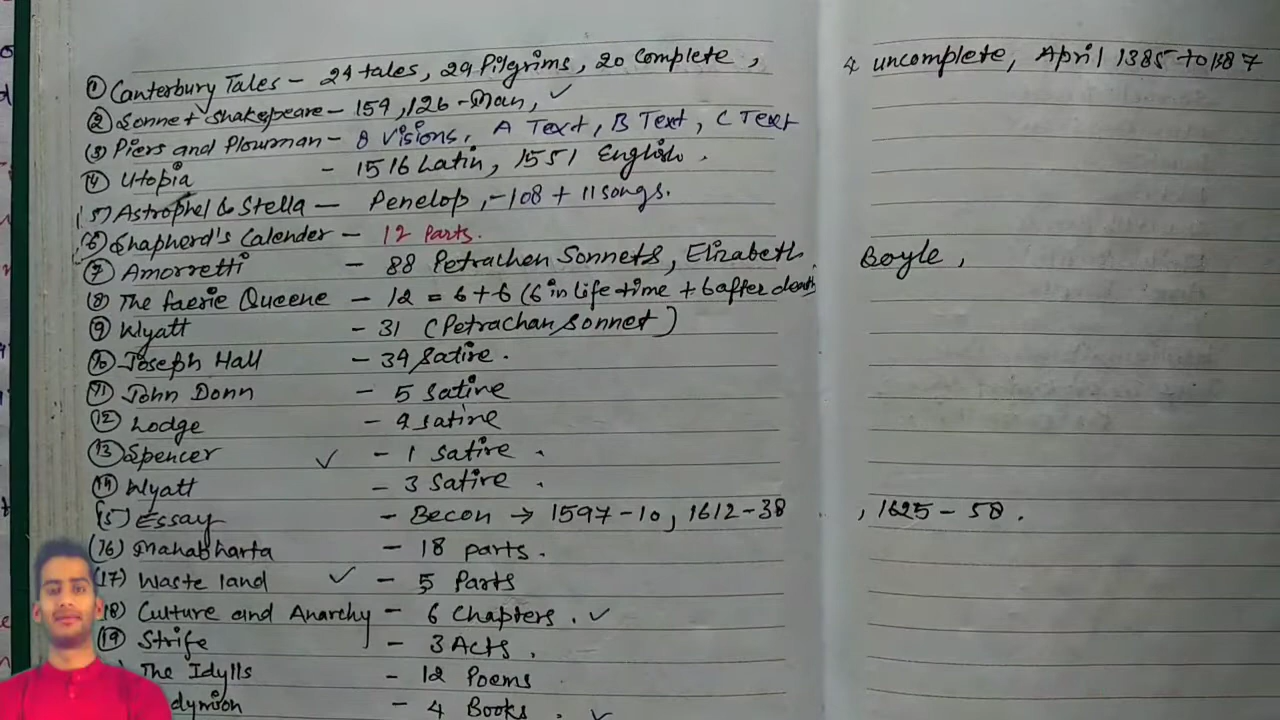 ① Canterbury Tales - 24 tales, 29 Pilgrims, 20 Complete, 4 uncomplete, April 1385 to 1387
② Sonnet Shakespeare - 154, 126 - Man, ✓
(3) Piers and Plowman - 8 Visions, A Text, B Text, C Text
④ Utopia - 1516 Latin, 1551 English.
(5) Astrophel & Stella - Penelop, - 108 + 11 songs.
(6) Shapherd's Calender - 12 Parts.
⑦ Amorretti - 88 Petrachen Sonnets, Elizabeth Boyle,
(8) The faerie Queene - 12 = 6+6 (6 in life time + 6 affer death
⑨ Wyatt - 31 (Petrachan Sonnet)
⑩ Joseph Hall - 34 Satire.
⑪ John Donn - 5 Satire
⑫ Lodge - 4 satire
⑬ Spencer ✓ - 1 Satire.
⑭ Wyatt - 3 Satire.
(15) Essay - Becon → 1597-10, 1612-38, 1625-58.
(16) Mahabharta - 18 parts.
(17) Waste land ✓ - 5 Parts
(18) Culture and Anarchy - 6 Chapters. ✓
(19) Strife - 3 Acts.
The Idylls - 12 Poems
dymion - 4 Books. ✓